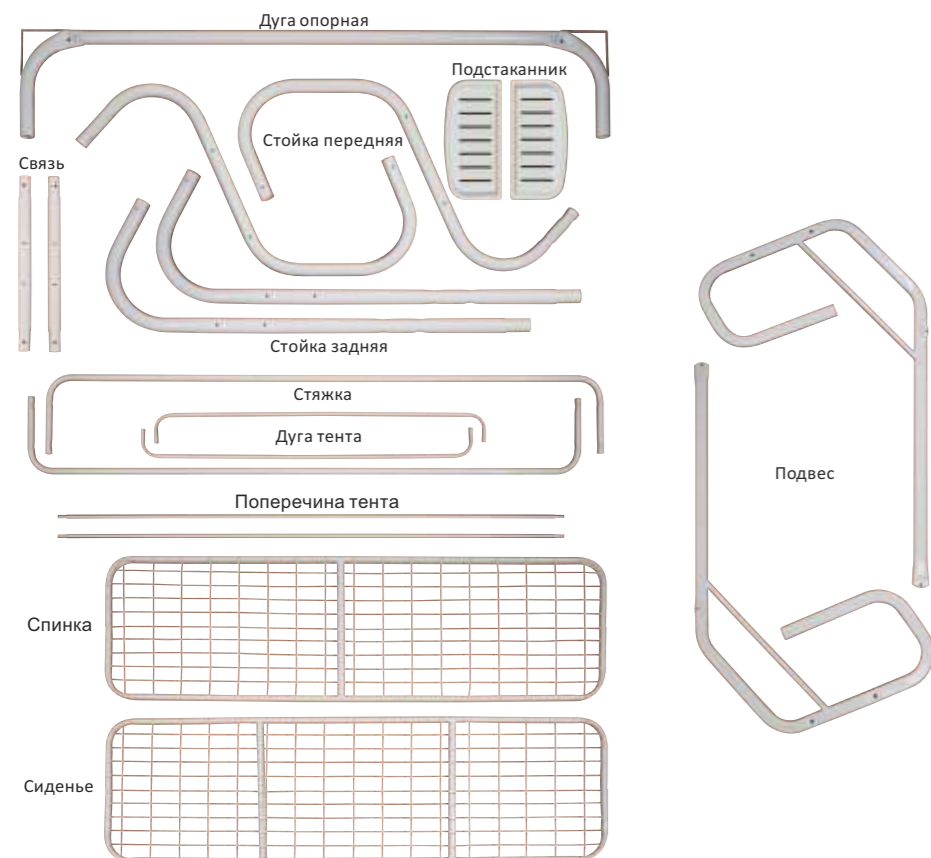 Дуга опорная
Подстаканник
Стойка передняя
Связь
Стойка задняя
Стяжка
Дуга тента
Подвес
Поперечина тента
Спинка
Сиденье